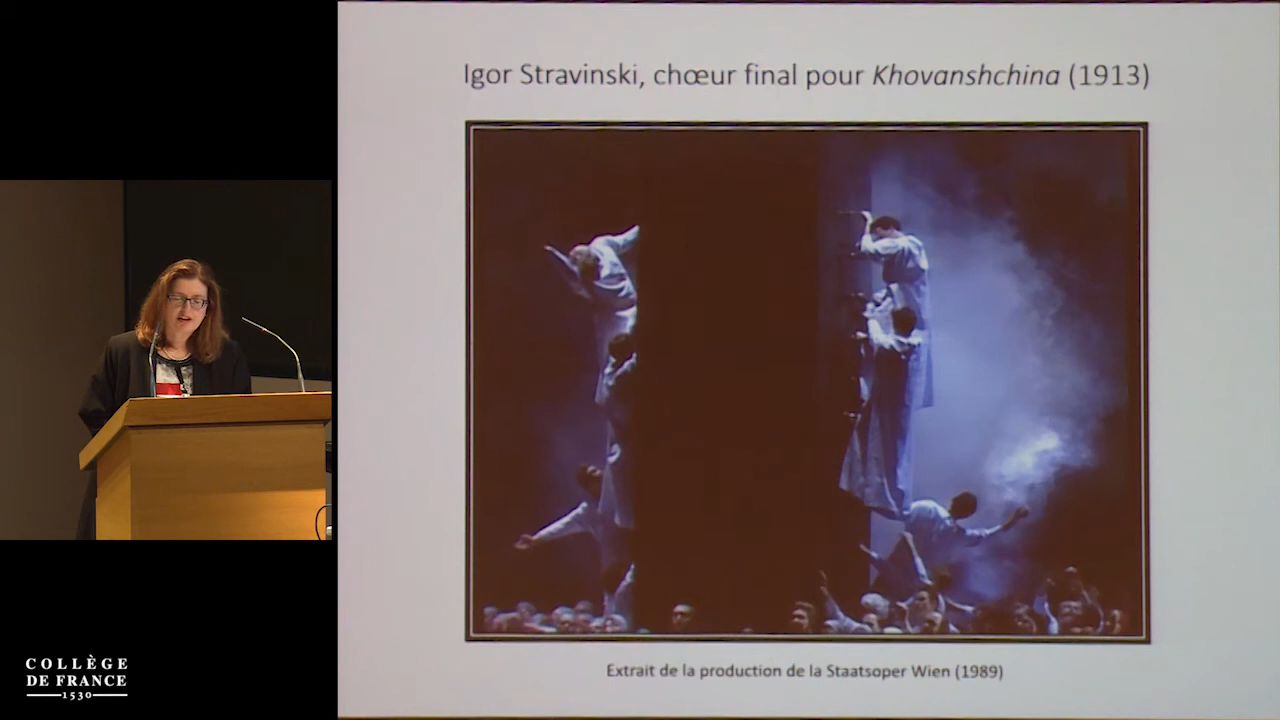 Igor Stravinski, chœur final pour Khovanshchina (1913)
Extrait de la production de la Staatsoper Wien (1989)
COLLÈGE
DE FRANCE
1530